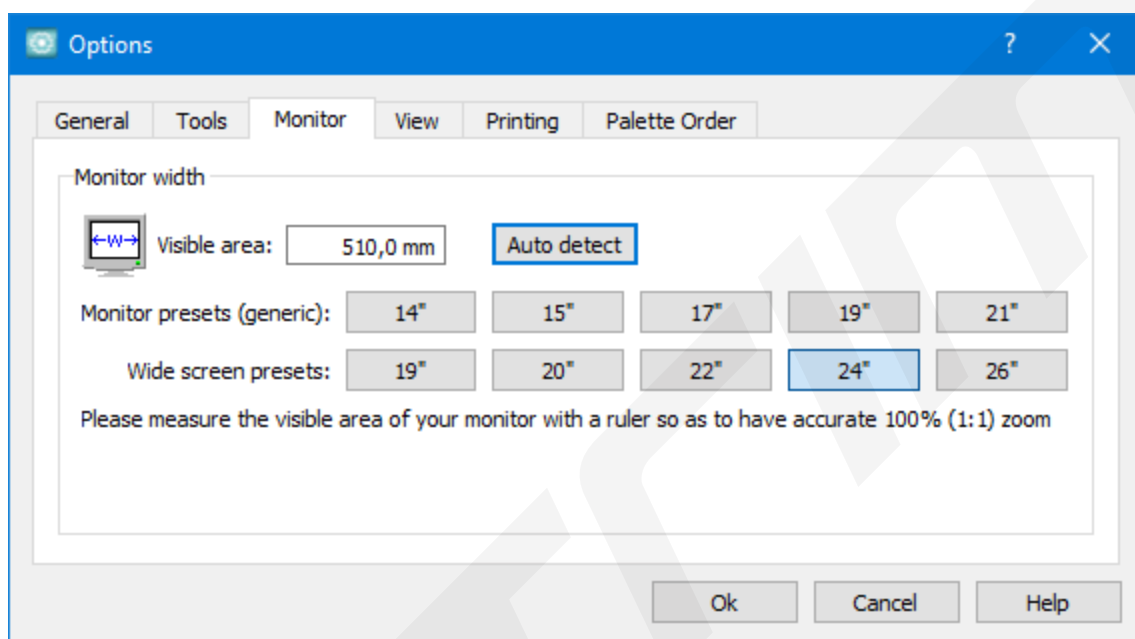 Options ?
General Tools Monitor View Printing Palette Order
Monitor width
←W→ Visible area: 510,0 mm Auto detect
Monitor presets (generic): 14" 15" 17" 19" 21"
Wide screen presets: 19" 20" 22" 24" 26"
Please measure the visible area of your monitor with a ruler so as to have accurate 100% (1:1) zoom
Ok Cancel Help